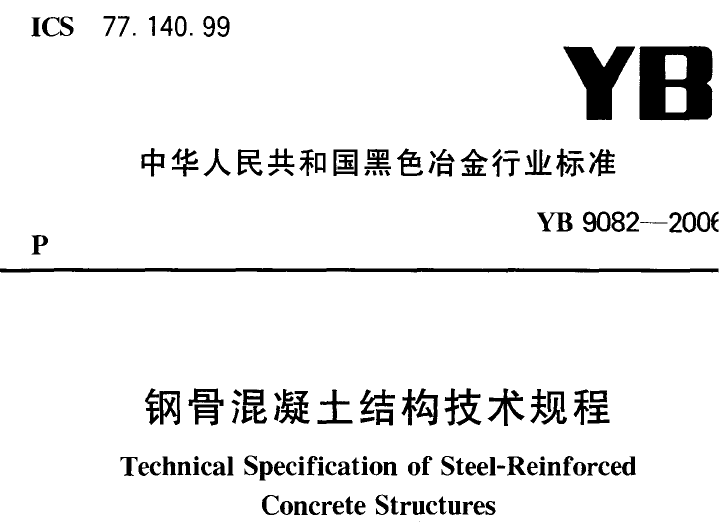 ICS 77.140.99
YB
中华人民共和国黑色冶金行业标准
YB 9082—2006
P
钢骨混凝土结构技术规程
Technical Specification of Steel-Reinforced
Concrete Structures